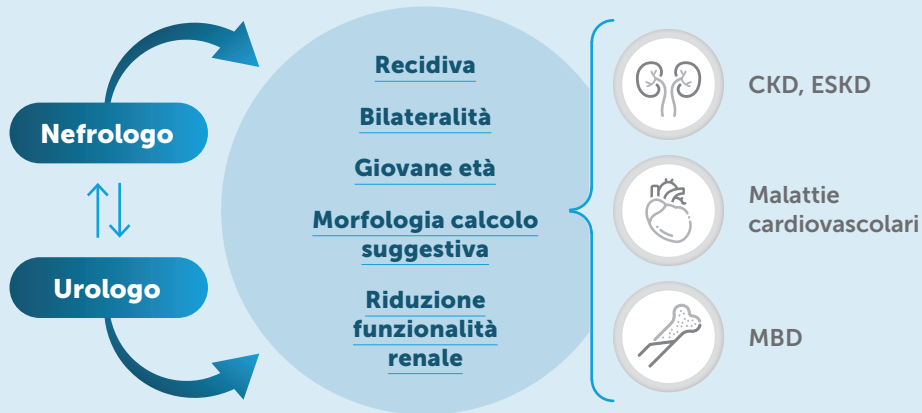 Nefrologo
Urologo
Recidiva
Bilateralità
Giovane età
Morfologia calcolo
suggestiva
Riduzione
funzionalità
renale
CKD, ESKD
Malattie
cardiovascolari
MBD